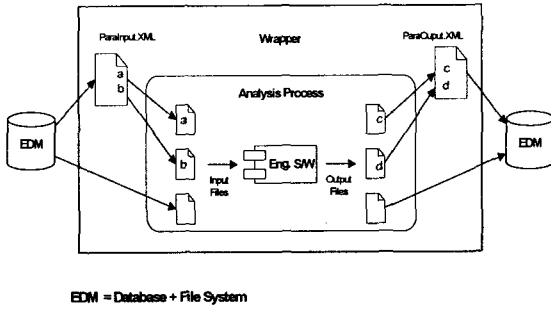 ParaInput.XML
Wrapper
ParaOuput.XML
a
b
c
d
Analysis Process
EDM
a
b
Eng. S/W
Input
Files
Output
Files
c
d
EDM
EDM = Database + File System